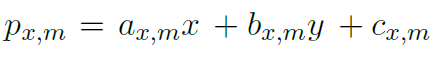 p_{x,m} = a_{x,m}x + b_{x,m}y + c_{x,m}